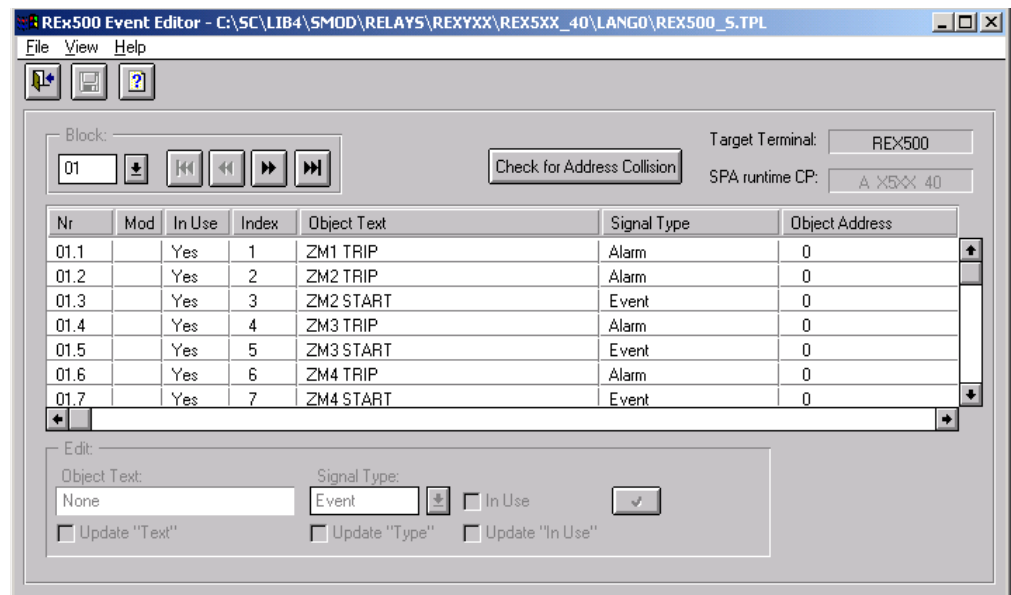 REx500 Event Editor - C:\SC\LIB4\SMOD\RELAYS\REXYXX\REX5XX_40\LANG0\REX500_S.TPL
File View Help
Block:
01
Check for Address Collision
Target Terminal: REX500
SPA runtime CP: A_X5XX_40
Nr Mod In Use Index Object Text Signal Type Object Address
01.1 Yes 1 ZM1 TRIP Alarm 0
01.2 Yes 2 ZM2 TRIP Alarm 0
01.3 Yes 3 ZM2 START Event 0
01.4 Yes 4 ZM3 TRIP Alarm 0
01.5 Yes 5 ZM3 START Event 0
01.6 Yes 6 ZM4 TRIP Alarm 0
01.7 Yes 7 ZM4 START Event 0
Edit:
Object Text: Signal Type:
None Event In Use
Update "Text" Update "Type" Update "In Use"